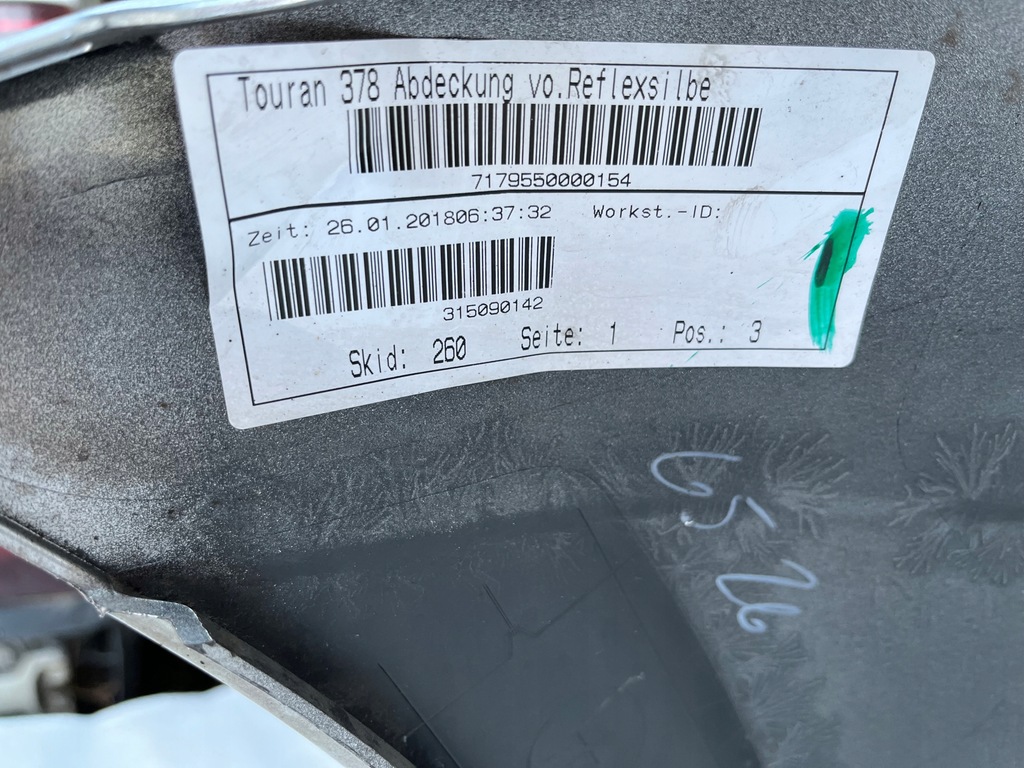 Touran 378 Abdeckung vo.Reflexsilbe
7179550000154
Zeit: 26.01.201806:37:32 Workst.-ID:
315090142
Skid: 260 Seite: 1 Pos.: 3